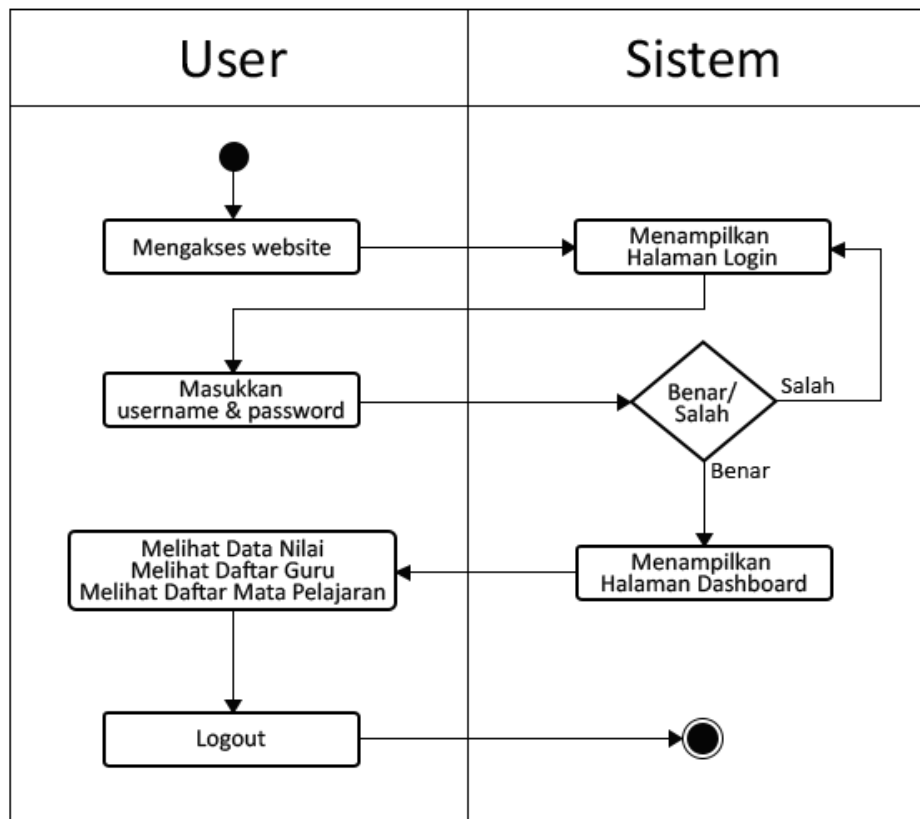 User
Sistem
Mengakses website
Menampilkan
Halaman Login
Masukkan
username & password
Benar/
Salah
Salah
Benar
Melihat Data Nilai
Melihat Daftar Guru
Melihat Daftar Mata Pelajaran
Menampilkan
Halaman Dashboard
Logout